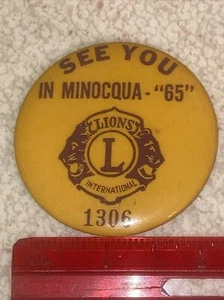 SEE YOU
IN MINOCQUA - "65"
LIONS
L
INTERNATIONAL
1306